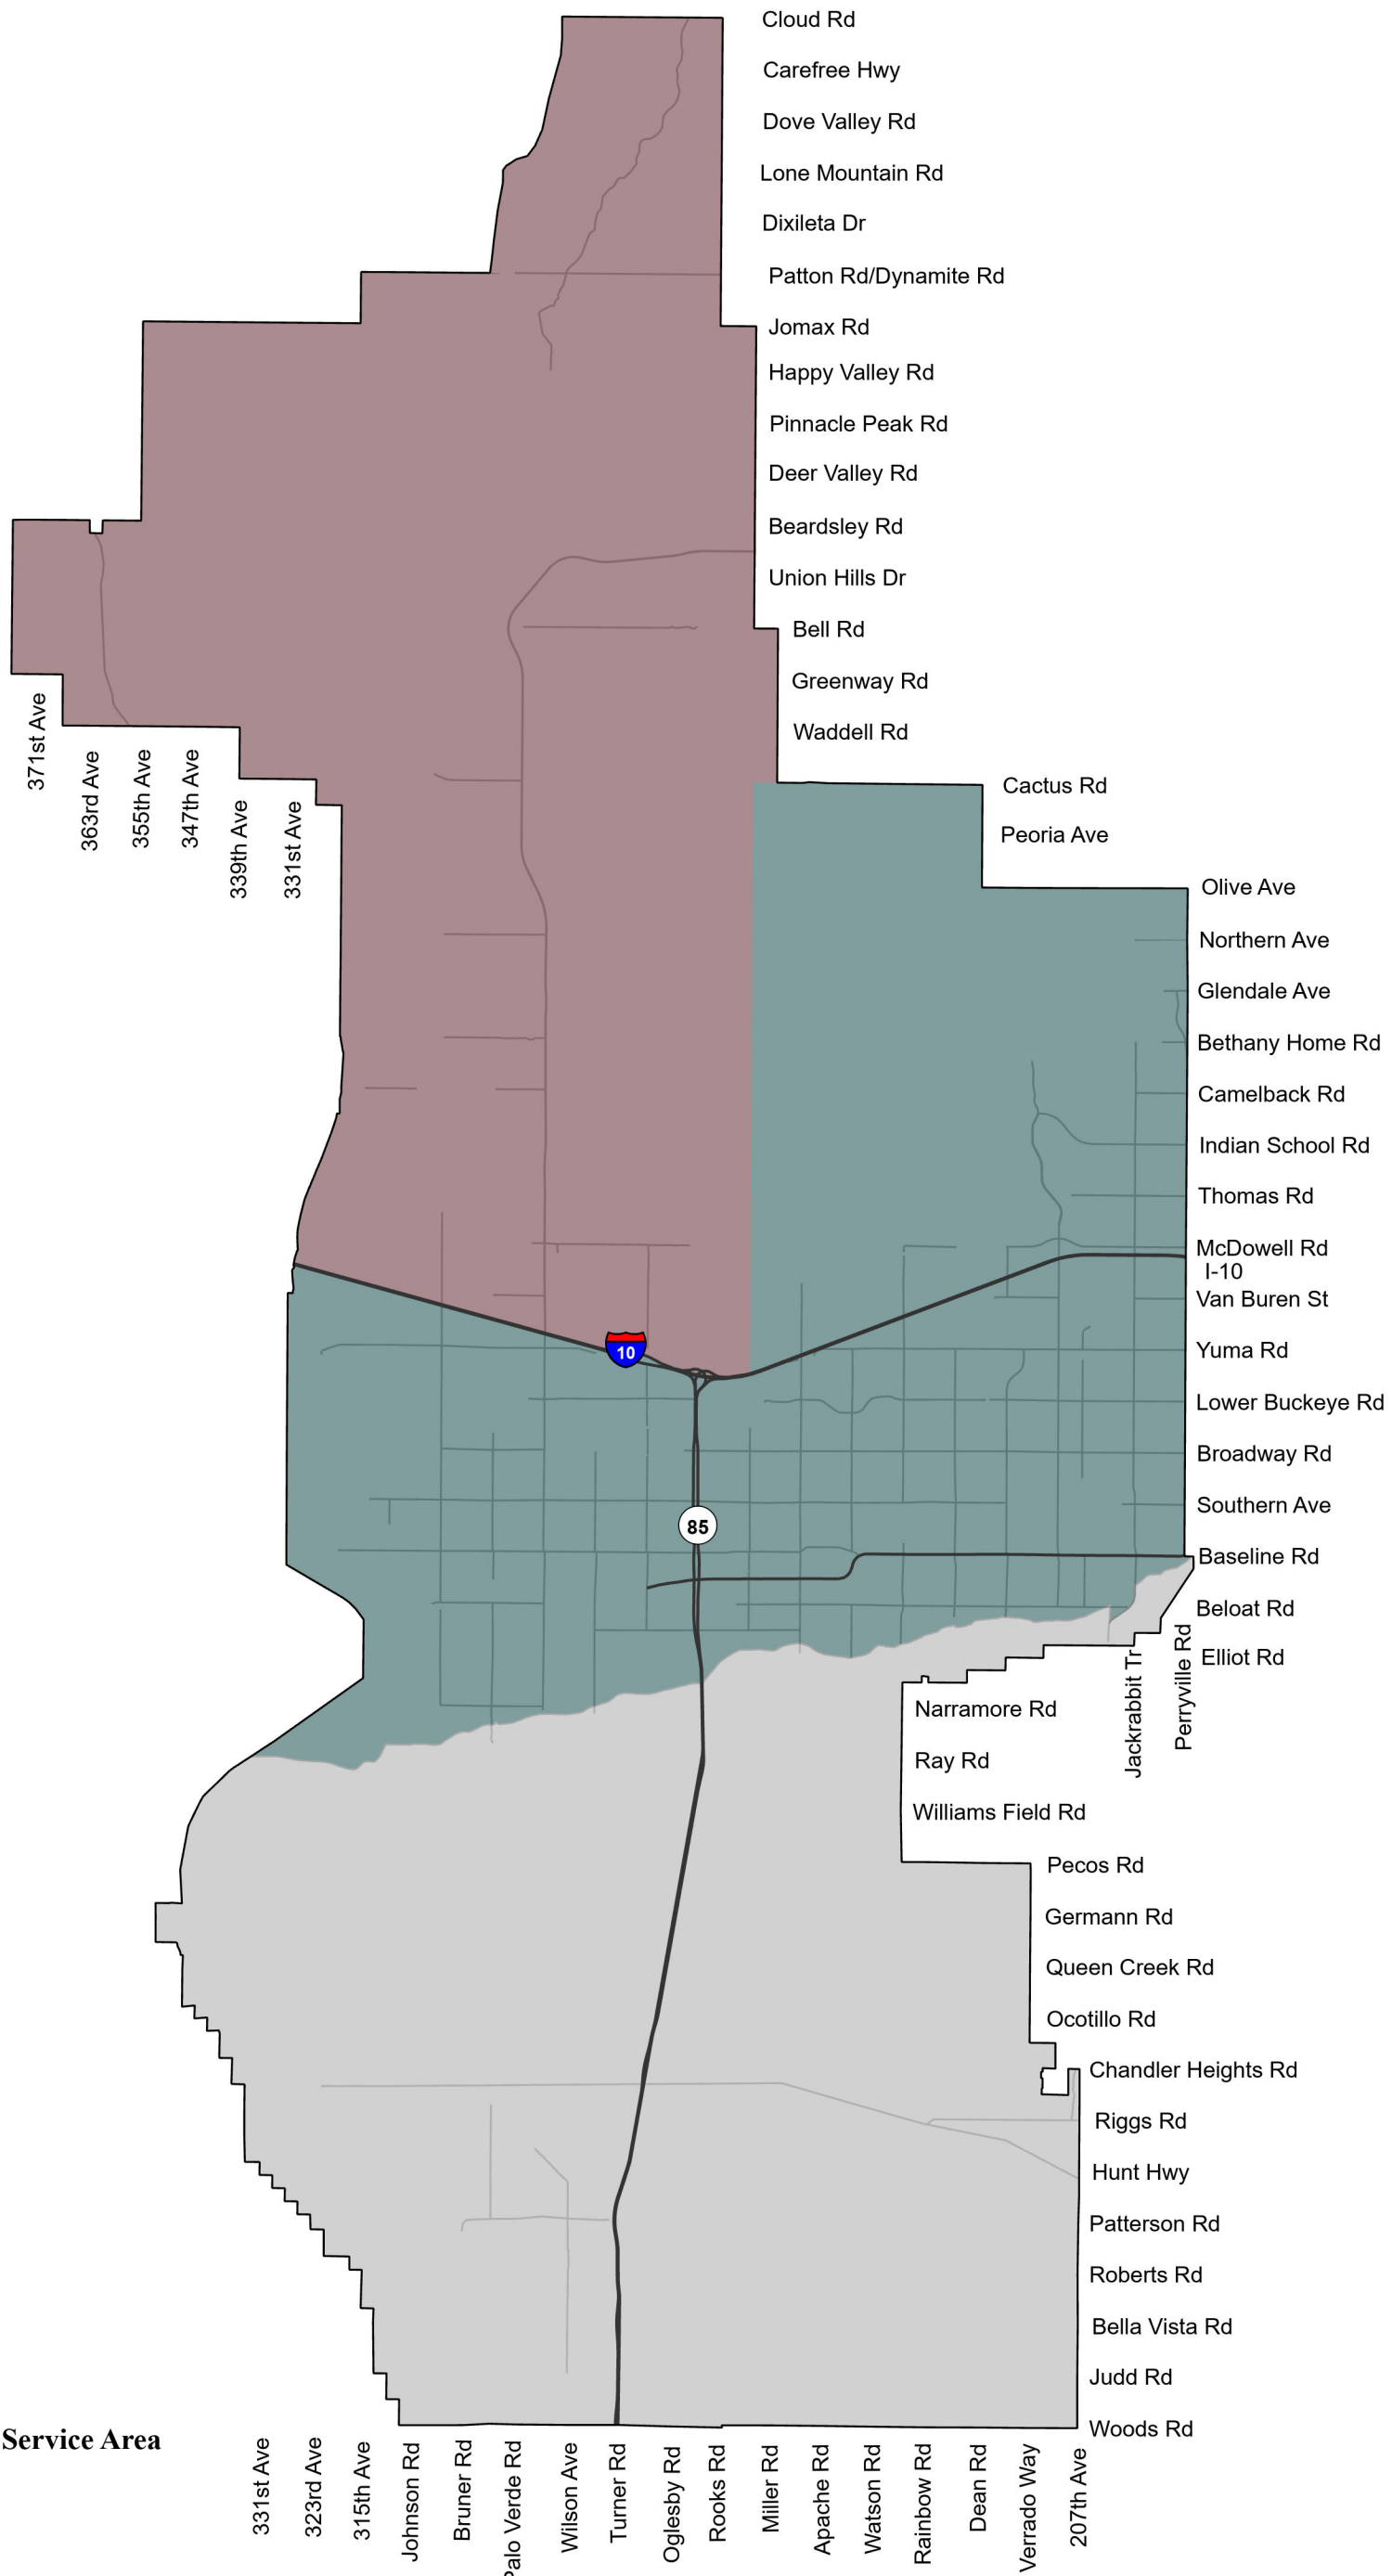 Cloud Rd
Carefree Hwy
Dove Valley Rd
Lone Mountain Rd
Dixileta Dr
Patton Rd/Dynamite Rd
Jomax Rd
Happy Valley Rd
Pinnacle Peak Rd
Deer Valley Rd
Beardsley Rd
Union Hills Dr
Bell Rd
Greenway Rd
Waddell Rd
371st Ave
363rd Ave
355th Ave
347th Ave
339th Ave
331st Ave
Cactus Rd
Peoria Ave
Olive Ave
Northern Ave
Glendale Ave
Bethany Home Rd
Camelback Rd
Indian School Rd
Thomas Rd
McDowell Rd
I-10
Van Buren St
10
Yuma Rd
Lower Buckeye Rd
Broadway Rd
Southern Ave
85
Baseline Rd
Beloat Rd
Elliot Rd
Jackrabbit Tr
Perryville Rd
Narramore Rd
Ray Rd
Williams Field Rd
Pecos Rd
Germann Rd
Queen Creek Rd
Ocotillo Rd
Chandler Heights Rd
Riggs Rd
Hunt Hwy
Patterson Rd
Roberts Rd
Bella Vista Rd
Judd Rd
Woods Rd
Service Area
331st Ave
323rd Ave
315th Ave
Johnson Rd
Bruner Rd
Palo Verde Rd
Wilson Ave
Turner Rd
Oglesby Rd
Rooks Rd
Miller Rd
Apache Rd
Watson Rd
Rainbow Rd
Dean Rd
Verrado Way
207th Ave